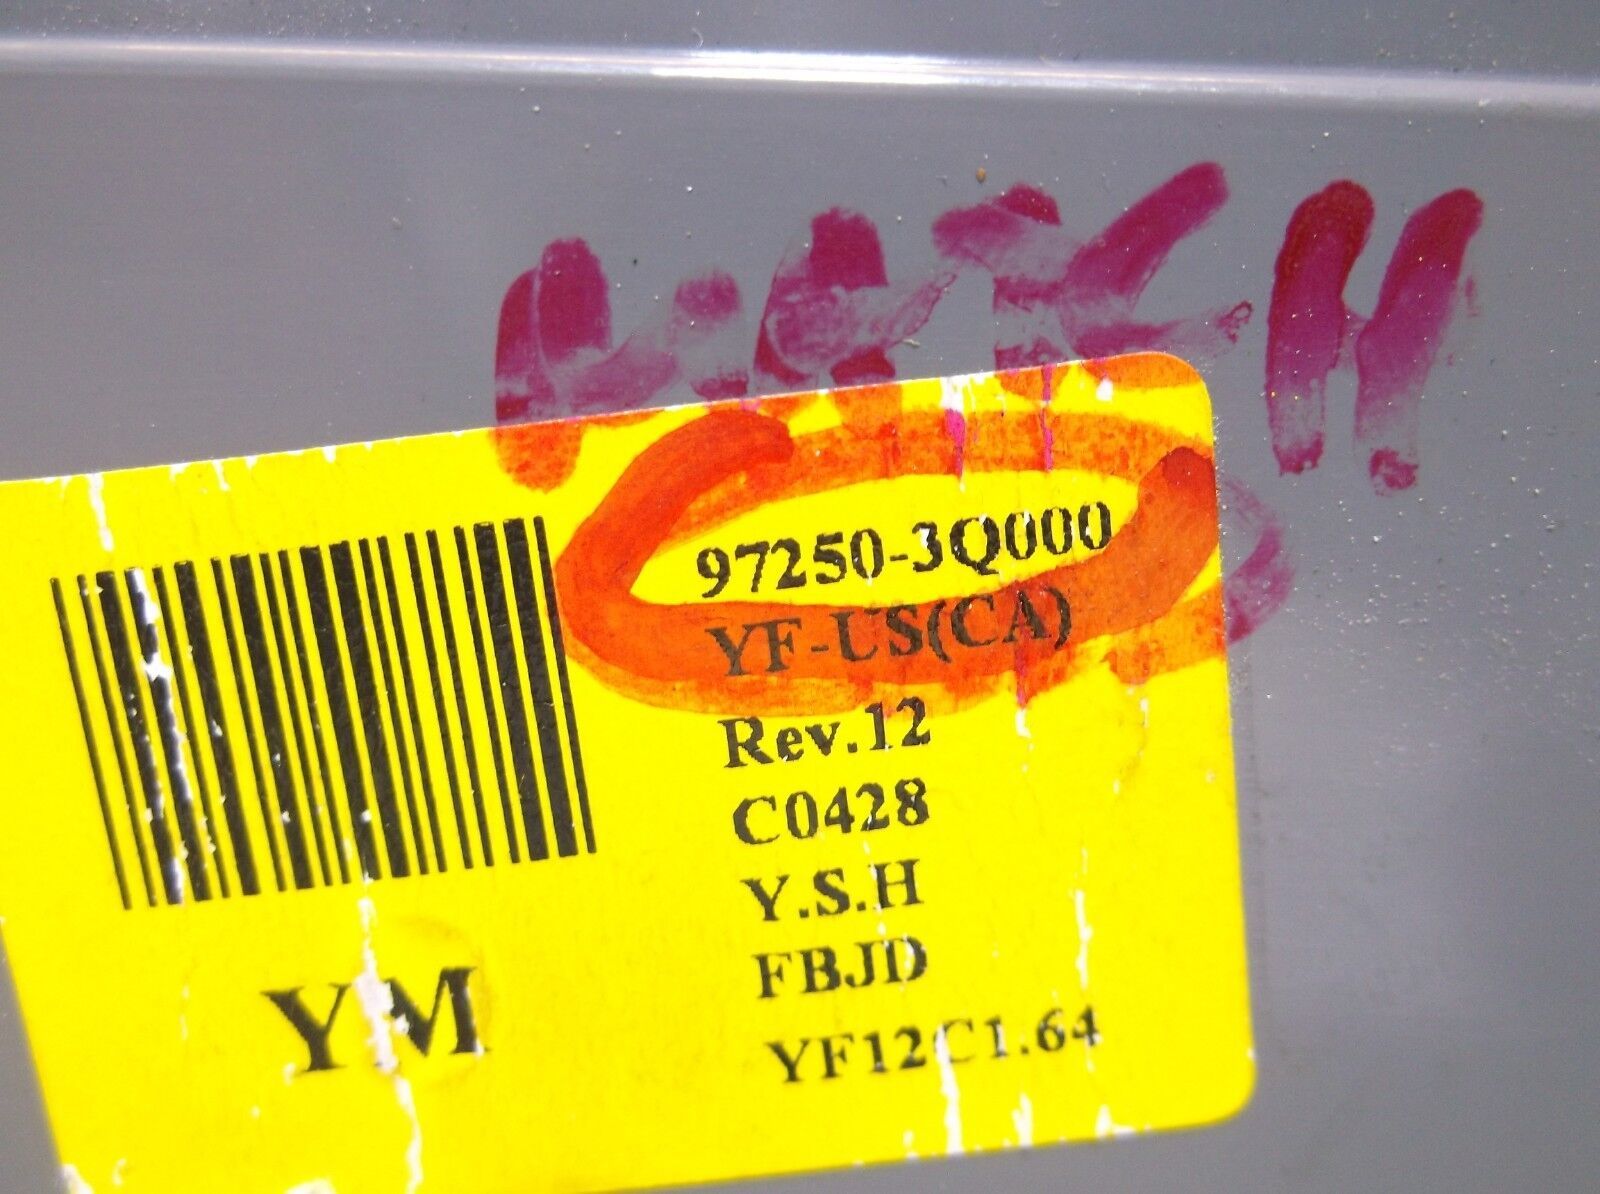 97250-3Q000
YF-US(CA)
Rev.12
C0428
Y.S.H
FBJD
YF12C1.64
YM